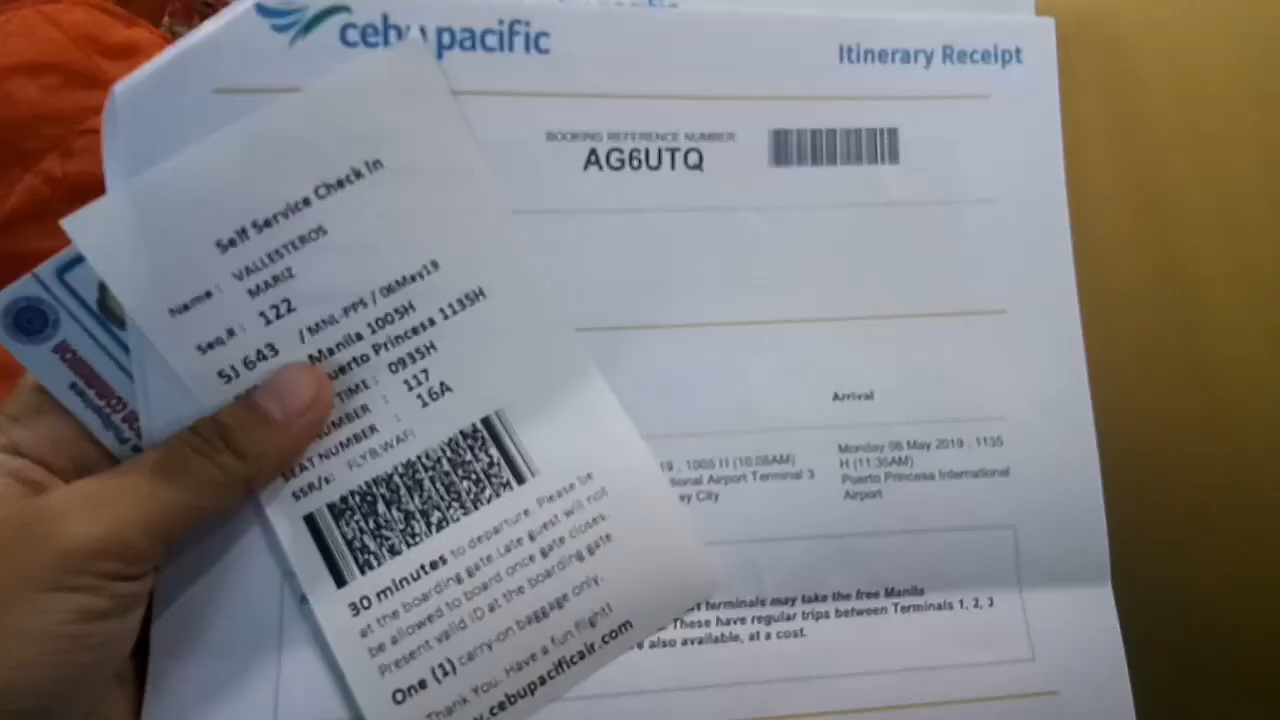 cebu pacific
Itinerary Receipt
BOOKING REFERENCE NUMBER
AG6UTQ
Self Service Check In
Name : VALLESTEROS
MARIZ
Seq.# : 122
5J 643 / MNL-PPS / 06May19
Manila 1005H
uerto Princesa 1135H
TIME : 0935H
UMBER : 117
SEAT NUMBER : 16A
SSR/s:
30 minutes to departure. Please be
at the boarding gate.Late guest will not
be allowed to board once gate closes.
Present valid ID at the boarding gate
One (1) carry-on baggage only.
Thank You. Have a fun flight!
.cebupacificair.com
Arrival
19 , 1005 H (10:05AM)
ional Airport Terminal 3
ey City
Monday 06 May 2019 , 1135
H (11:35AM)
Puerto Princesa International
Airport
terminals may take the free Manila
These have regular trips between Terminals 1, 2, 3
also available, at a cost.